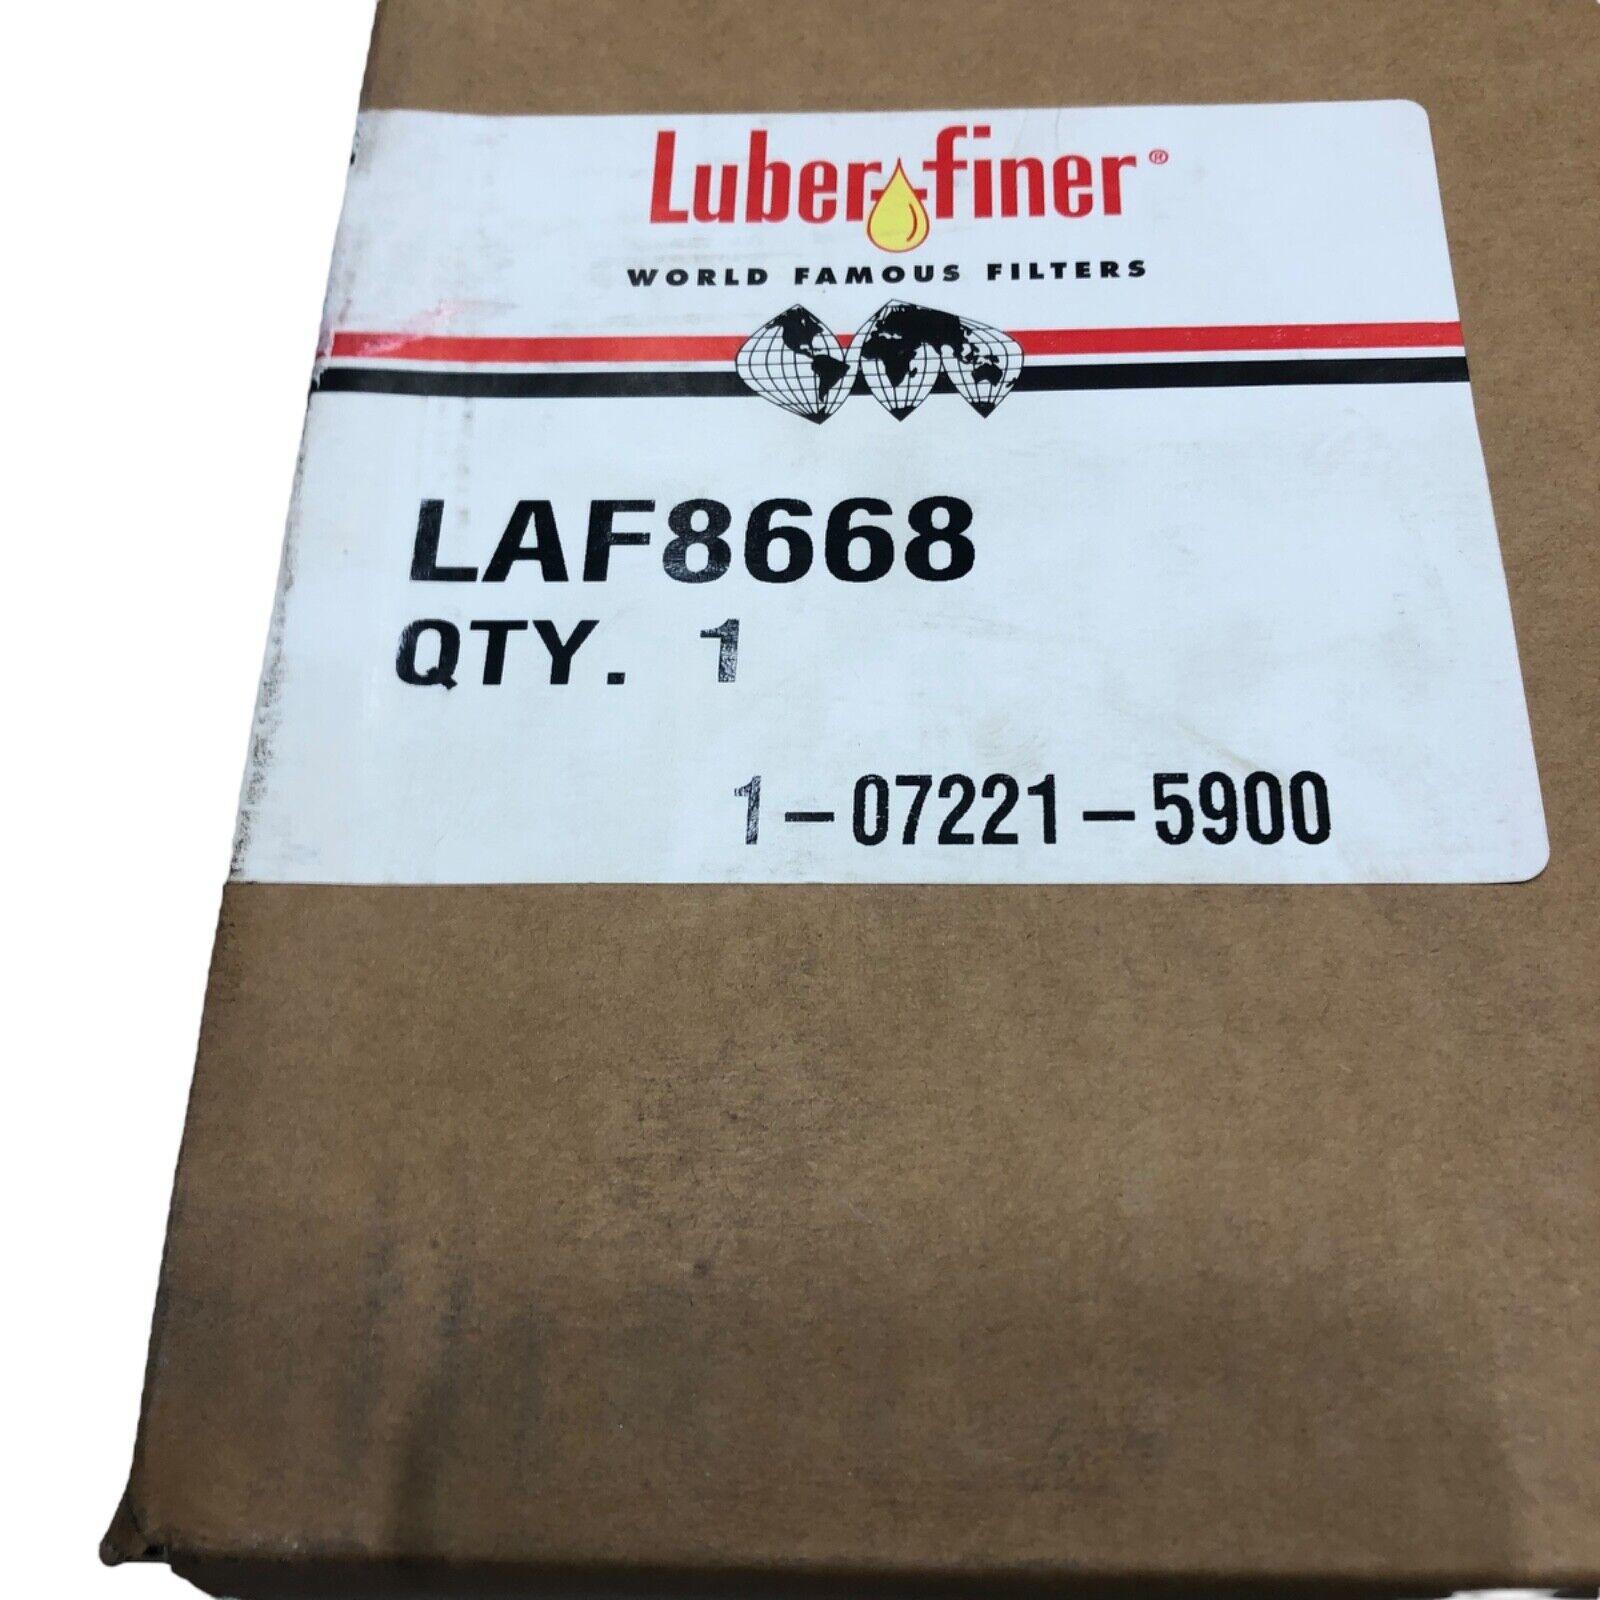 Luber-finer®
WORLD FAMOUS FILTERS
LAF8668
QTY. 1
1-07221-5900